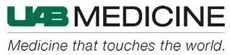 UAB MEDICINE
Medicine that touches the world.